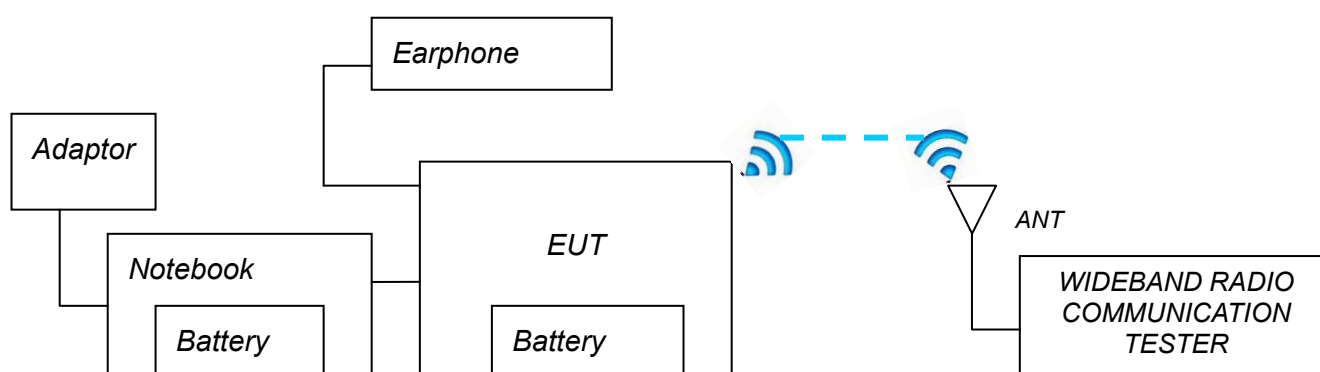 Earphone
Adaptor
EUT
ANT
Notebook
WIDEBAND RADIO
COMMUNICATION
TESTER
Battery
Battery